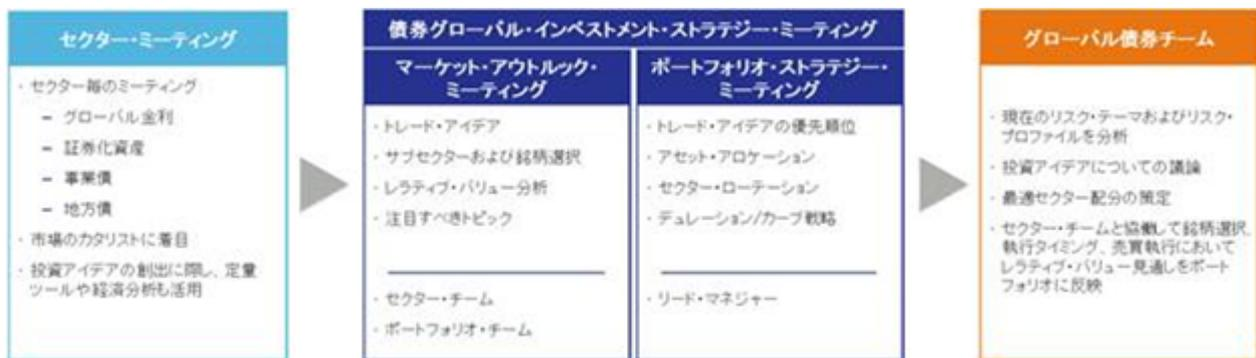 セクター・ミーティング
・セクター毎のミーティング
− グローバル金利
− 証券化資産
− 事業債
− 地方債
・市場のカタリストに着目
・投資アイデアの創出に際し、定量
ツールや経済分析も活用
債券グローバル・インベストメント・ストラテジー・ミーティング
マーケット・アウトルック・
ミーティング
・トレード・アイデア
・サブセクターおよび銘柄選択
・レラティブ・バリュー分析
・注目すべきトピック
・セクター・チーム
・ポートフォリオ・チーム
ポートフォリオ・ストラテジー・
ミーティング
・トレード・アイデアの優先順位
・アセット・アロケーション
・セクター・ローテーション
・デュレーション/カーブ戦略
・リード・マネジャー
グローバル債券チーム
・現在のリスク・テーマおよびリスク・
プロファイルを分析
・投資アイデアについての議論
・最適セクター配分の策定
・セクター・チームと協働して銘柄選択、
執行タイミング、売買執行において
レラティブ・バリュー見通しをポート
フォリオに反映